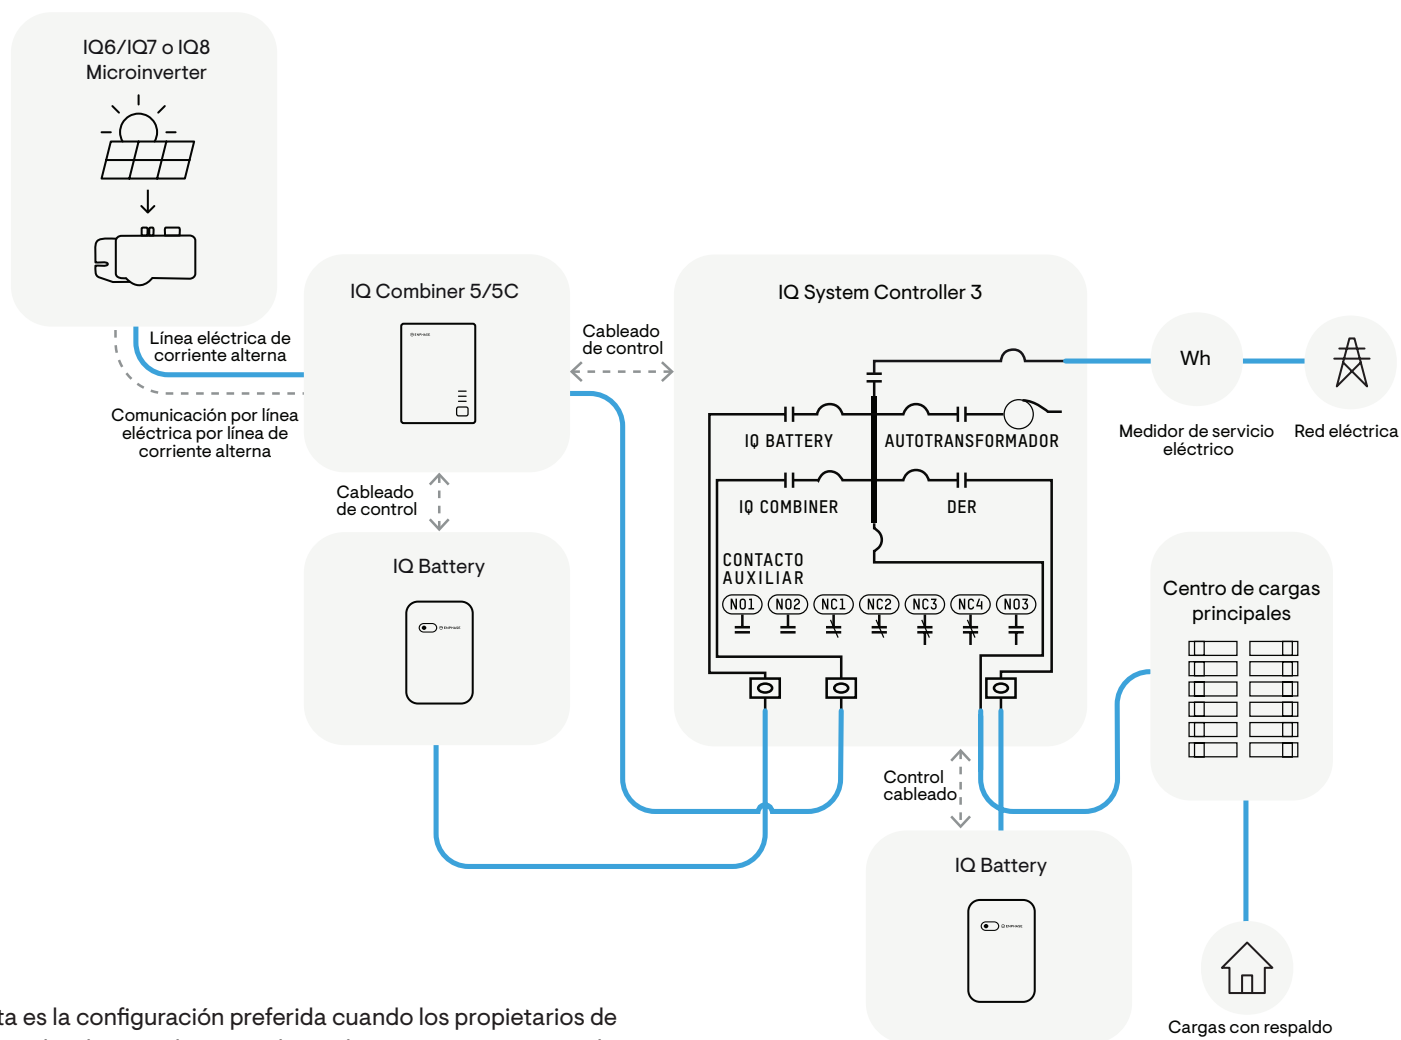 IQ6/IQ7 o IQ8
Microinverter
Línea eléctrica de
corriente alterna
Comunicación por línea
eléctrica por línea de
corriente alterna
IQ Combiner 5/5C
ENPHASE
Cableado
de control
Cableado
de control
IQ Battery
ENPHASE
IQ System Controller 3
IQ BATTERY
AUTOTRANSFORMADOR
IQ COMBINER
DER
CONTACTO
AUXILIAR
NO1 NO2 NC1 NC2 NC3 NC4 NO3
Wh
Medidor de servicio
eléctrico
Red eléctrica
Centro de cargas
principales
Control
cableado
IQ Battery
ENPHASE
Cargas con respaldo
ta es la configuración preferida cuando los propietarios de